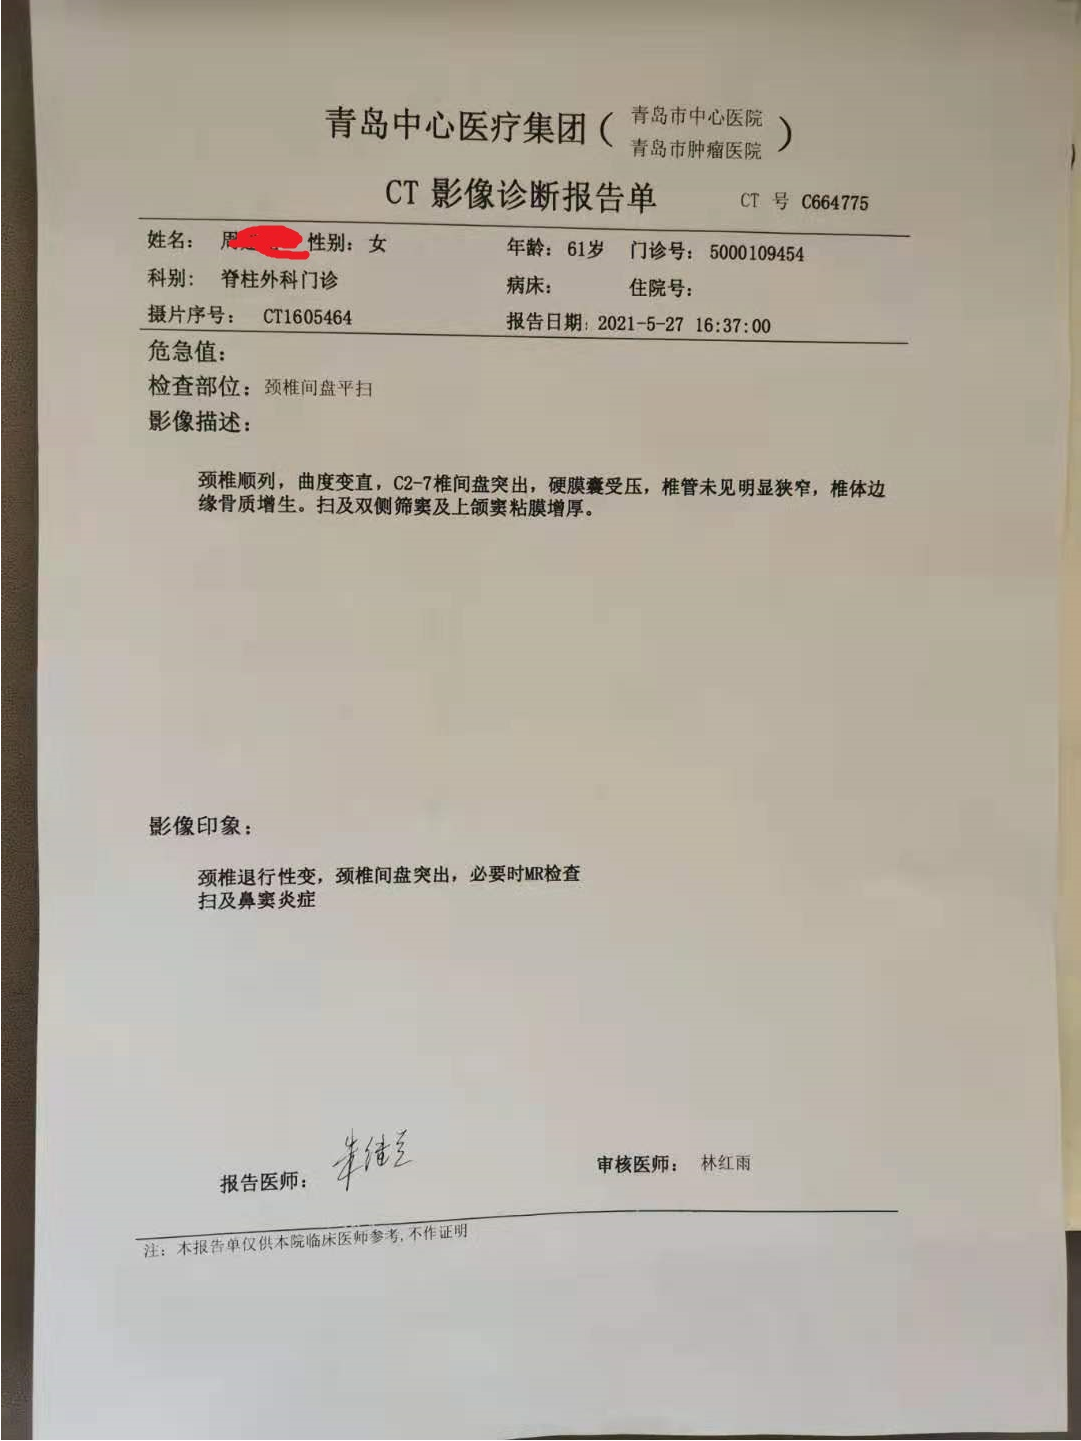 青岛中心医疗集团（青岛市中心医院
青岛市肿瘤医院）
CT 影像诊断报告单 CT 号 C664775
姓名： 周 性别：女 年龄：61岁 门诊号：5000109454
科别： 脊柱外科门诊 病床： 住院号：
摄片序号： CT1605464 报告日期：2021-5-27 16:37:00
危急值：
检查部位：颈椎间盘平扫
影像描述：
颈椎顺列，曲度变直，C2-7椎间盘突出，硬膜囊受压，椎管未见明显狭窄，椎体边
缘骨质增生。扫及双侧筛窦及上颌窦粘膜增厚。
影像印象：
颈椎退行性变，颈椎间盘突出，必要时MR检查
扫及鼻窦炎症
报告医师： 审核医师： 林红雨
注：本报告单仅供本院临床医师参考,不作证明